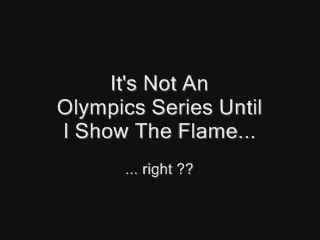 It's Not An
Olympics Series Until
I Show The Flame...
... right ??